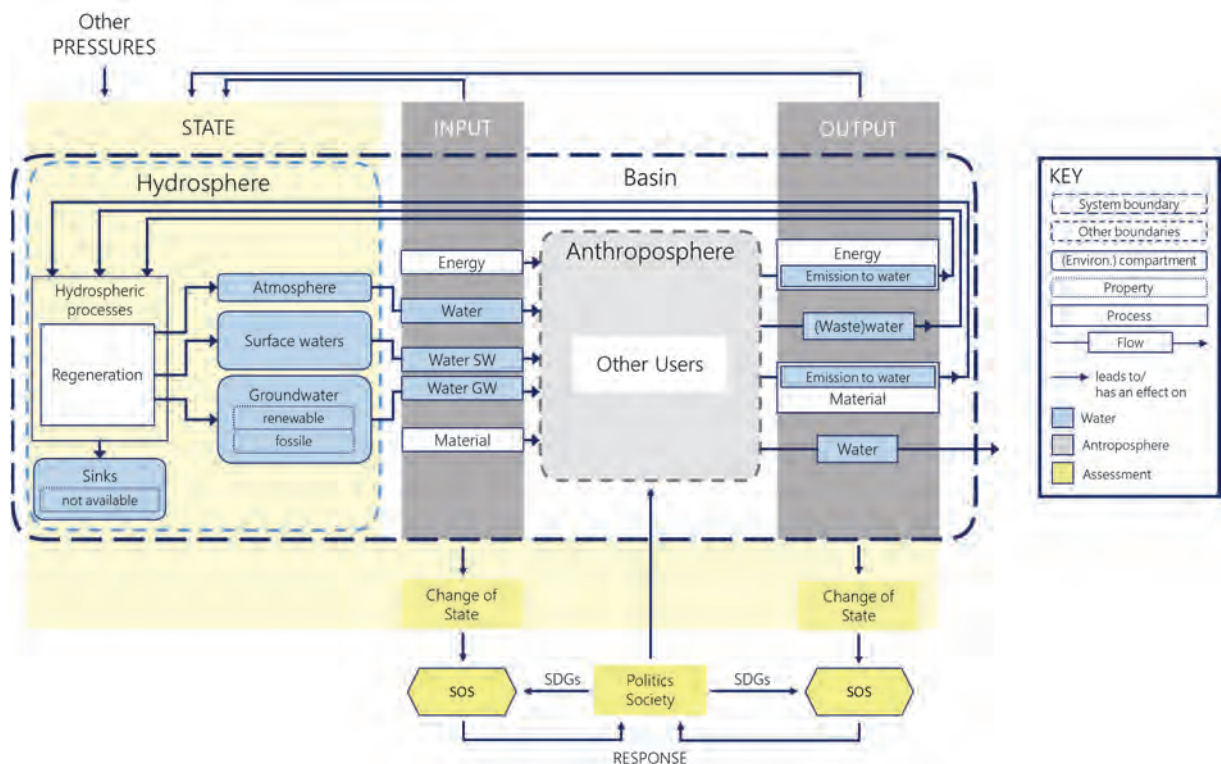 Other
PRESSURES
STATE
INPUT
OUTPUT
Hydrosphere
Basin
Hydrospheric
processes
Regeneration
Sinks
not available
Atmosphere
Surface waters
Groundwater
renewable
fossile
Energy
Water
Water SW
Water GW
Material
Anthroposphere
Other Users
Energy
Emission to water
(Waste)water
Emission to water
Material
Water
Change of
State
Change of
State
SOS
SDGs
Politics
Society
SDGs
SOS
RESPONSE
KEY
System boundary
Other boundaries
(Environ.) compartment
Property
Process
Flow
leads to/
has an effect on
Water
Antroposphere
Assessment